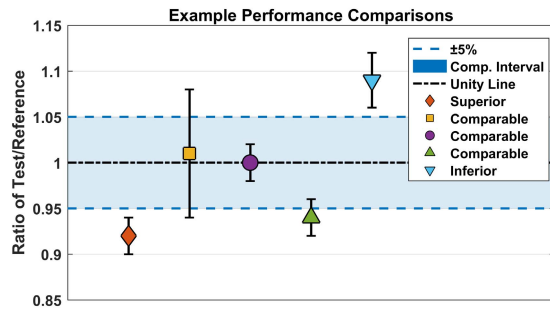 Example Performance Comparisons
Ratio of Test/Reference
1.15
1.1
1.05
1
0.95
0.9
0.85
±5%
Comp. Interval
Unity Line
Superior
Comparable
Comparable
Comparable
Inferior